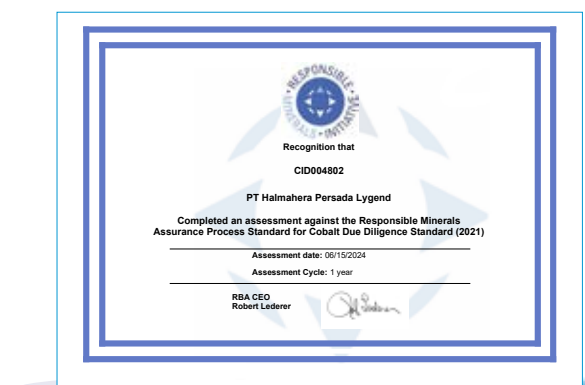 RESPONSIBLE
MINERALS
INITIATIVE
Recognition that
CID004802
PT Halmahera Persada Lygend
Completed an assessment against the Responsible Minerals
Assurance Process Standard for Cobalt Due Diligence Standard (2021)
Assessment date: 06/15/2024
Assessment Cycle: 1 year
RBA CEO
Robert Lederer